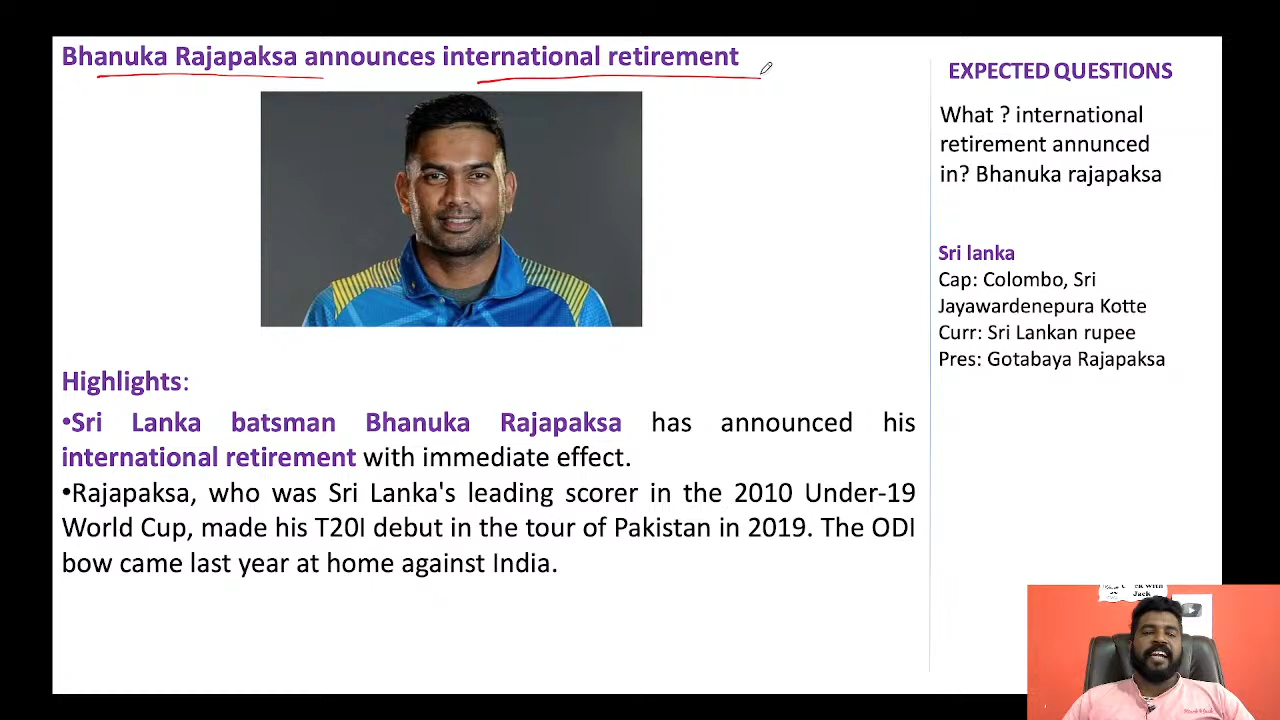 Bhanuka Rajapaksa announces international retirement
EXPECTED QUESTIONS
What ? international
retirement annunced
in? Bhanuka rajapaksa
Sri lanka
Cap: Colombo, Sri
Jayawardenepura Kotte
Curr: Sri Lankan rupee
Pres: Gotabaya Rajapaksa
Highlights:
•Sri Lanka batsman Bhanuka Rajapaksa has announced his
international retirement with immediate effect.
•Rajapaksa, who was Sri Lanka's leading scorer in the 2010 Under-19
World Cup, made his T20I debut in the tour of Pakistan in 2019. The ODI
bow came last year at home against India.
with
Jack